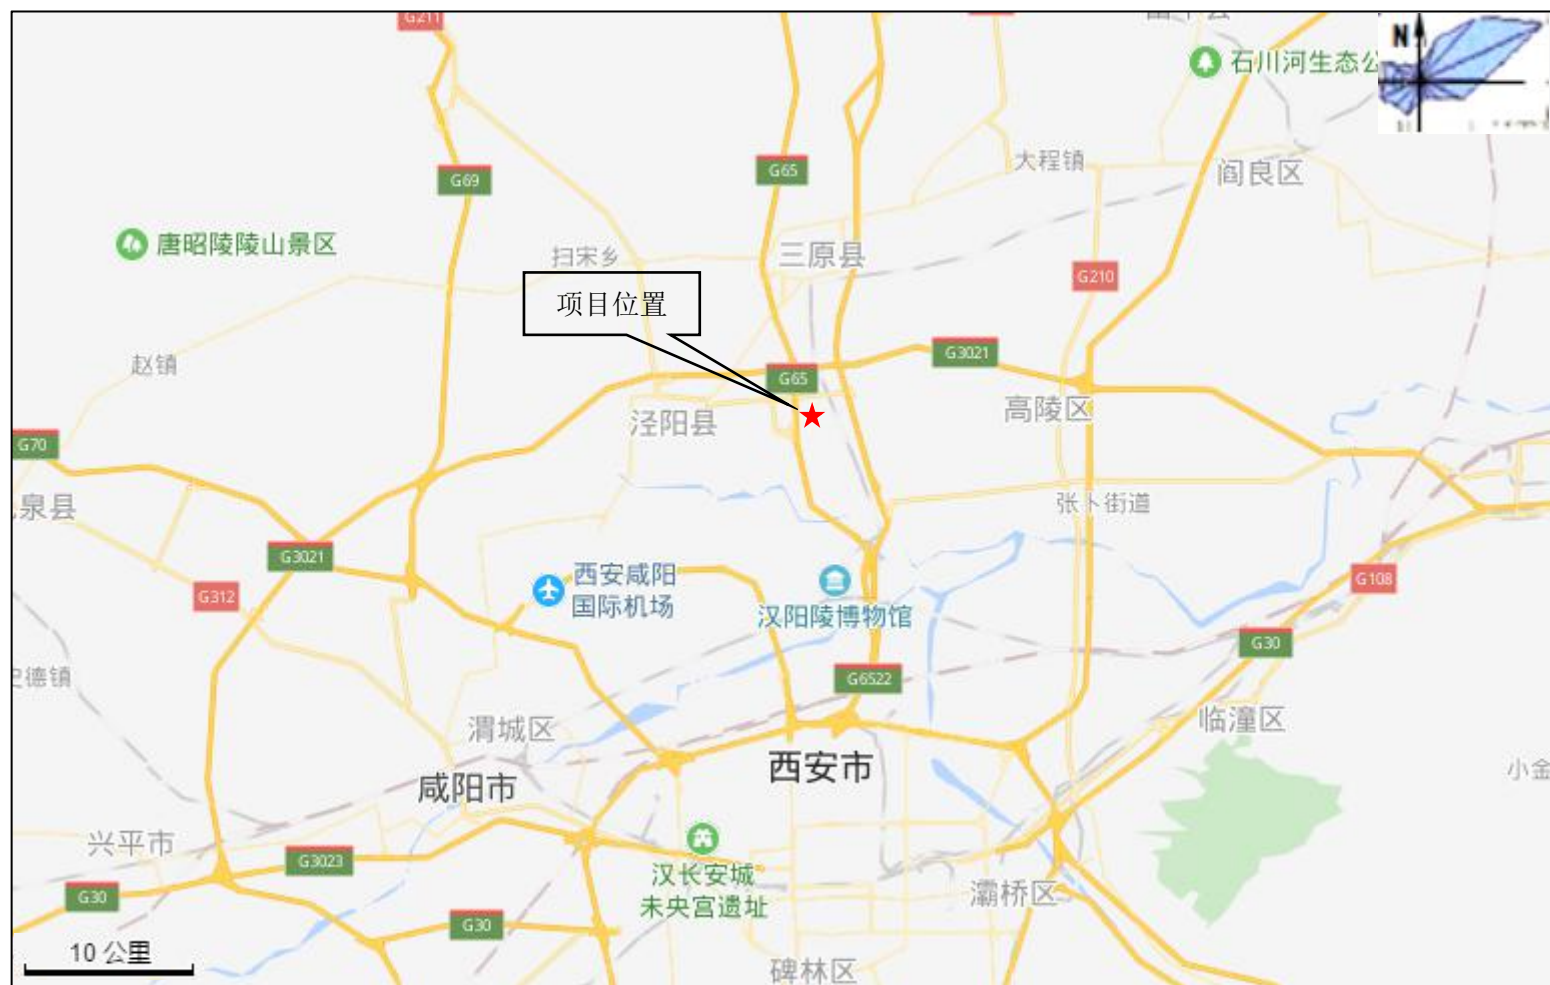 G211
N
石川河生态公
G69
G65
大程镇
阎良区
唐昭陵陵山景区
扫宋乡
三原县
G210
项目位置
赵镇
G3021
G65
泾阳县
高陵区
G70
泉县
张卜街道
G3021
西安咸阳
国际机场
G312
汉阳陵博物馆
G108
G30
史德镇
G6522
渭城区
临潼区
西安市
咸阳市
小金
兴平市
G3023
汉长安城
未央宫遗址
灞桥区
G30
G30
10 公里
碑林区